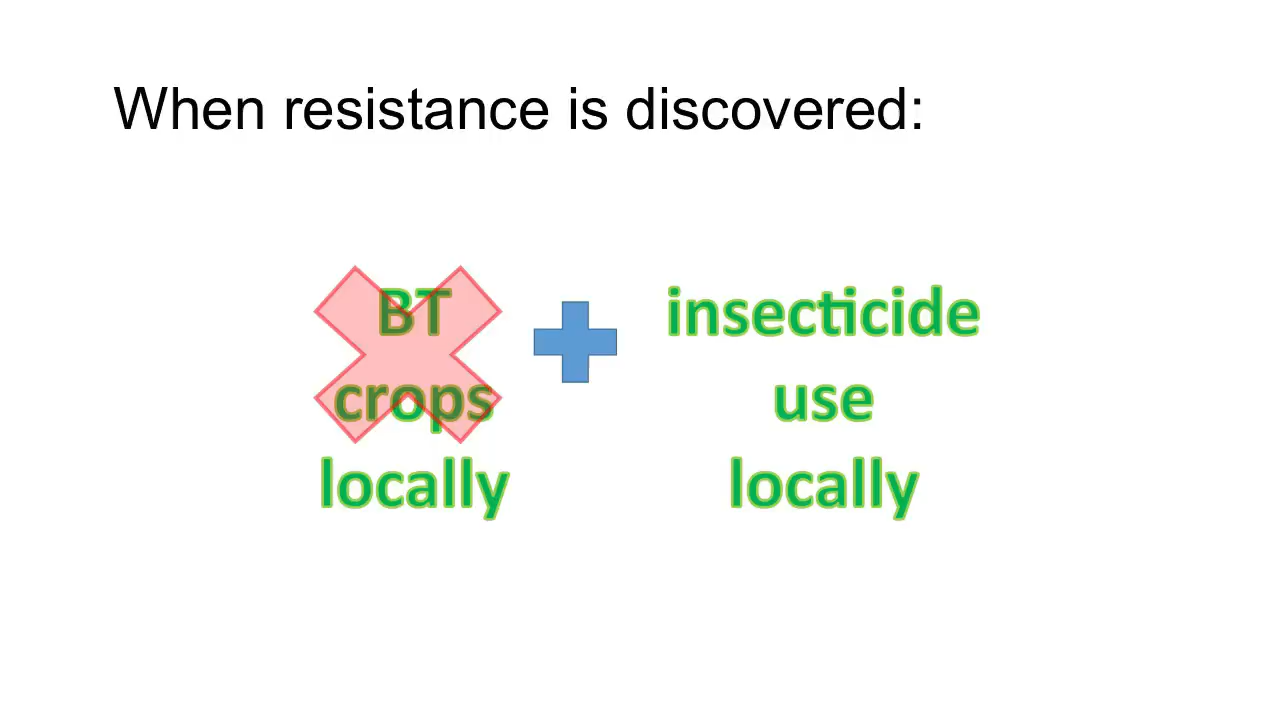 When resistance is discovered:
BT
crops
locally
insecticide
use
locally